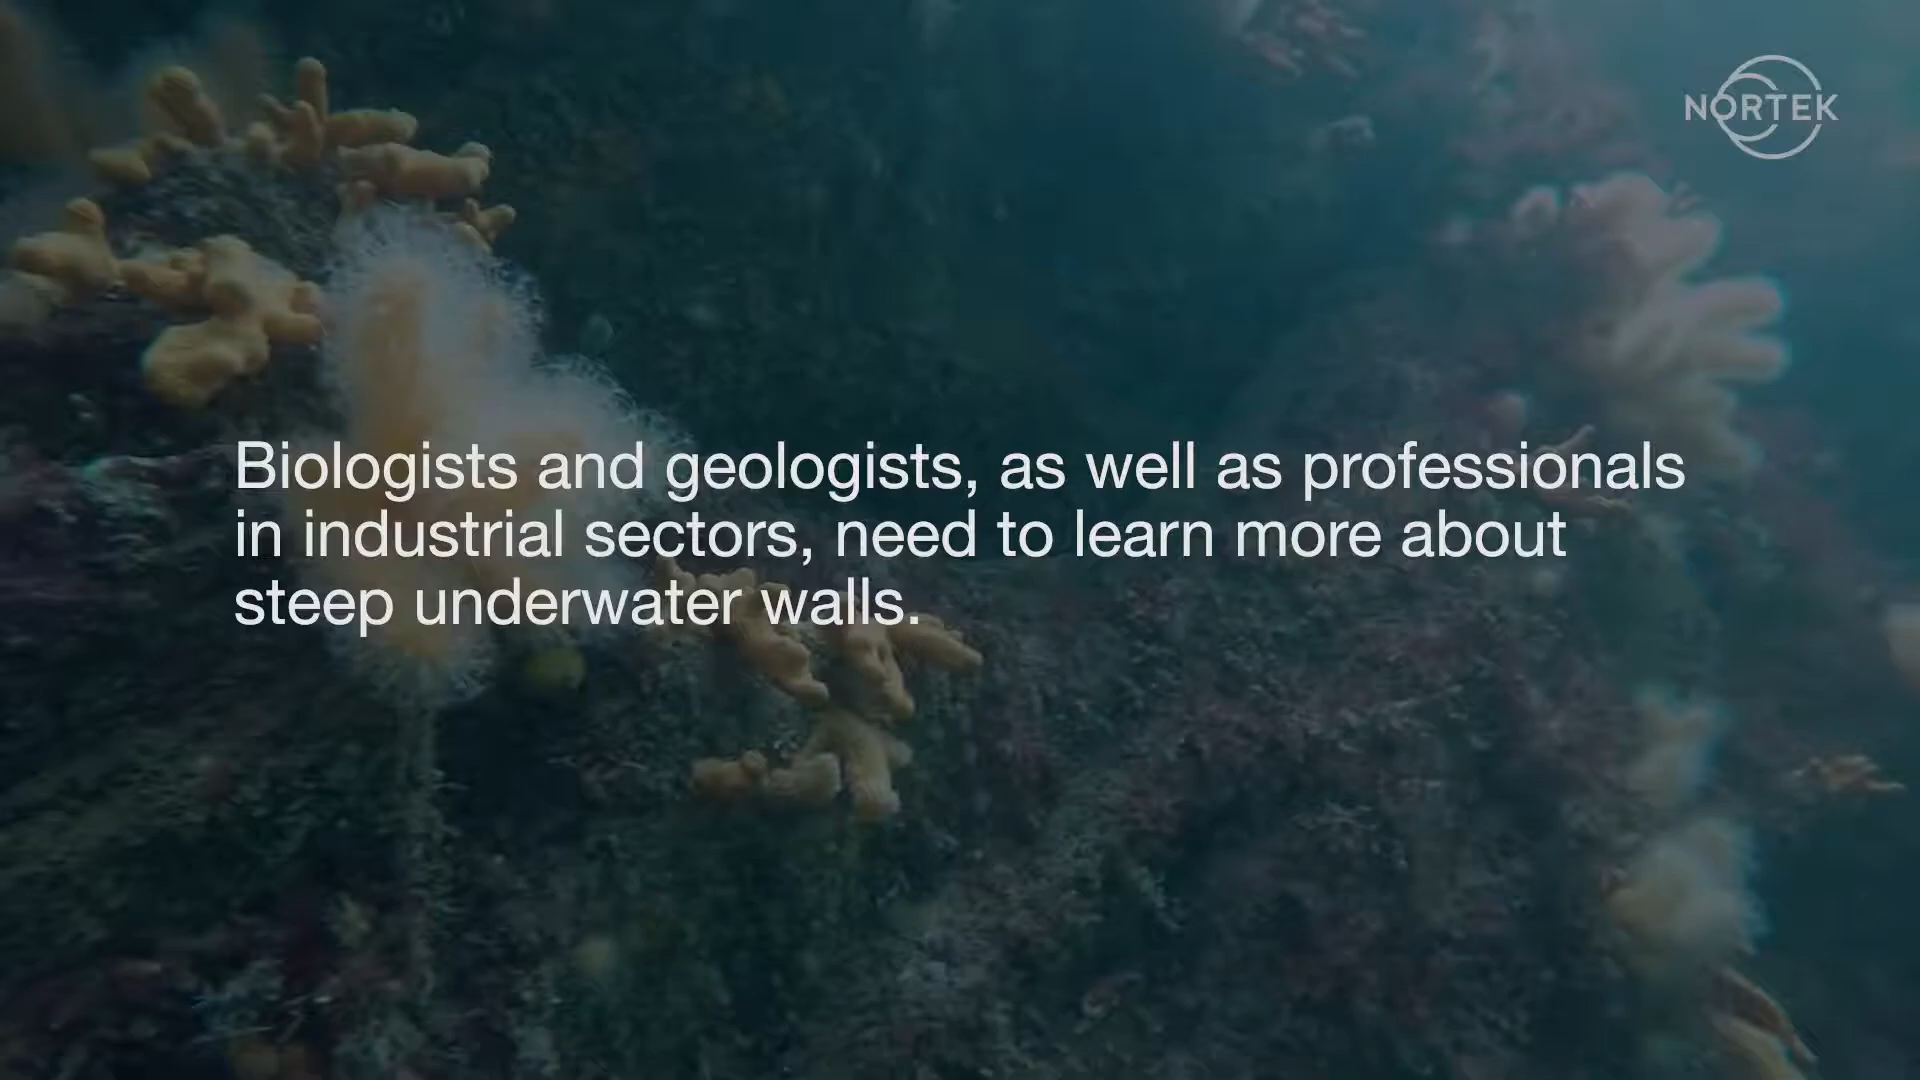 NORTEK
Biologists and geologists, as well as professionals
in industrial sectors, need to learn more about
steep underwater walls.